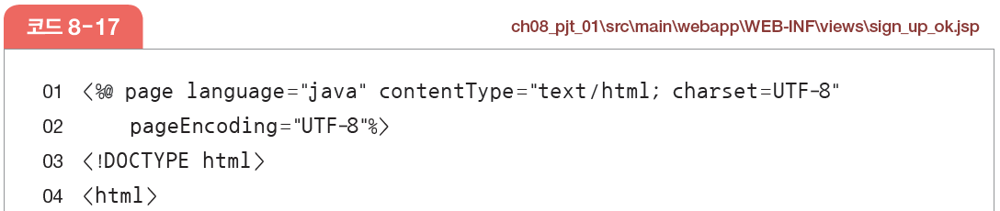 코드 8-17
ch08_pjt_01\src\main\webapp\WEB-INF\views\sign_up_ok.jsp
01 <%@ page language="java" contentType="text/html; charset=UTF-8"
02 pageEncoding="UTF-8"%>
03 <!DOCTYPE html>
04 <html>